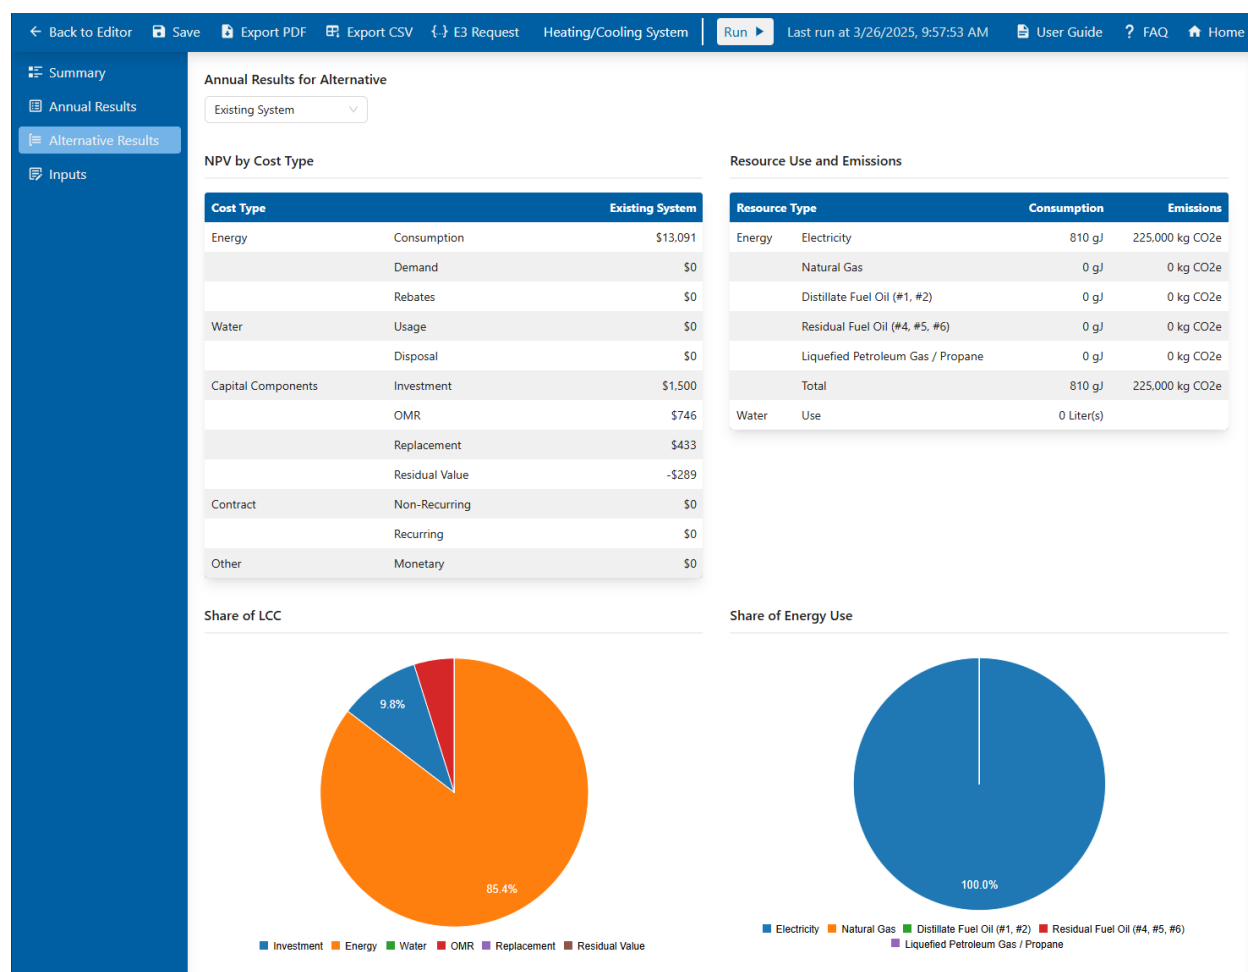 Back to Editor Save Export PDF Export CSV {..} E3 Request Heating/Cooling System Run Last run at 3/26/2025, 9:57:53 AM User Guide ? FAQ Home
Summary
Annual Results
Alternative Results
Inputs
Annual Results for Alternative
Existing System
NPV by Cost Type
Cost Type Existing System
Energy Consumption $13,091
Demand $0
Rebates $0
Water Usage $0
Disposal $0
Capital Components Investment $1,500
OMR $746
Replacement $433
Residual Value -$289
Contract Non-Recurring $0
Recurring $0
Other Monetary $0
Resource Use and Emissions
Resource Type Consumption Emissions
Energy Electricity 810 gJ 225,000 kg CO2e
Natural Gas 0 gJ 0 kg CO2e
Distillate Fuel Oil (#1, #2) 0 gJ 0 kg CO2e
Residual Fuel Oil (#4, #5, #6) 0 gJ 0 kg CO2e
Liquefied Petroleum Gas / Propane 0 gJ 0 kg CO2e
Total 810 gJ 225,000 kg CO2e
Water Use 0 Liter(s)
Share of LCC
9.8%
85.4%
Investment Energy Water OMR Replacement Residual Value
Share of Energy Use
100.0%
Electricity Natural Gas Distillate Fuel Oil (#1, #2) Residual Fuel Oil (#4, #5, #6)
Liquefied Petroleum Gas / Propane